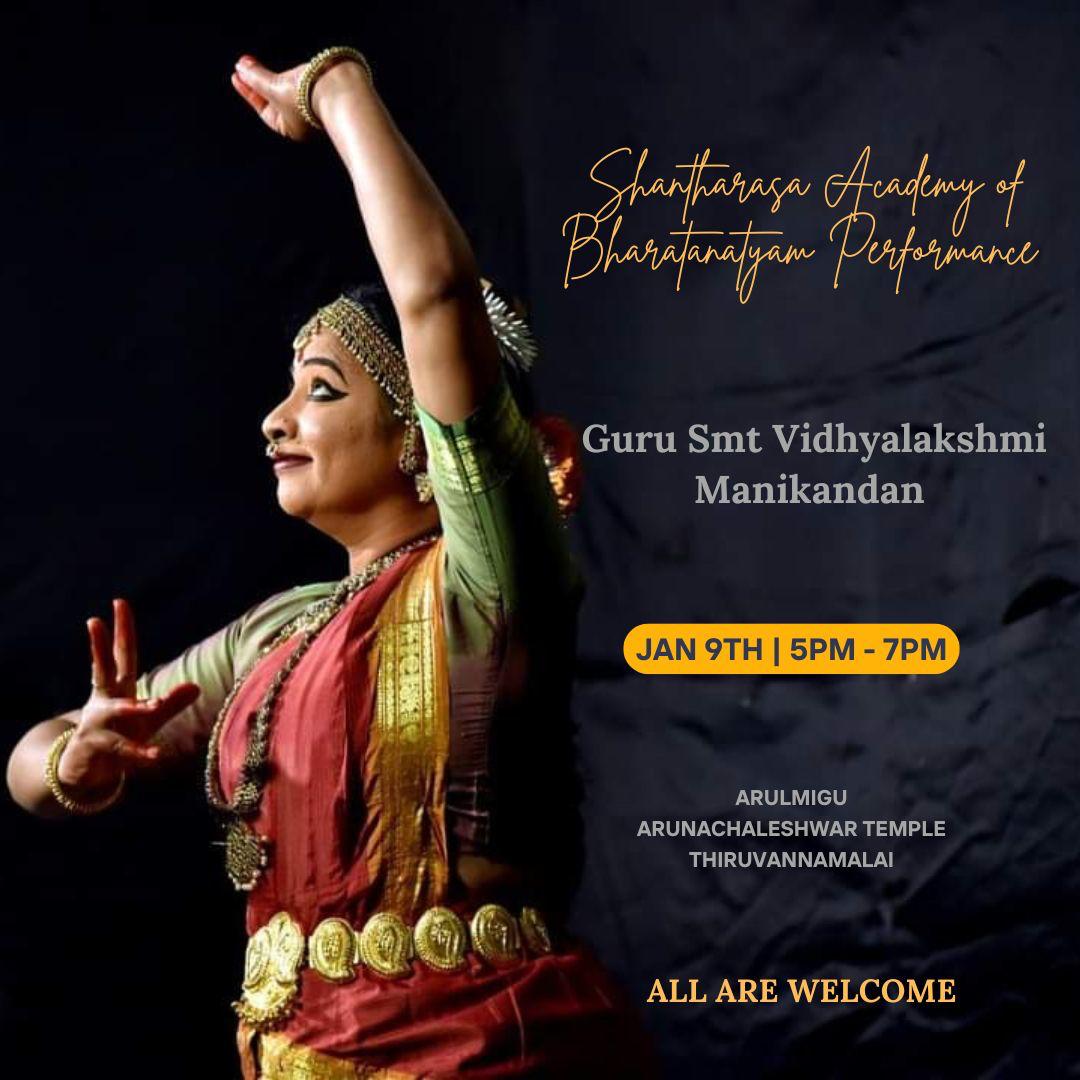 Shantharasa Academy of
Bharatanatyam Performance
Guru Smt Vidhyalakshmi
Manikandan
JAN 9TH | 5PM - 7PM
ARULMIGU
ARUNACHALESHWAR TEMPLE
THIRUVANNAMALAI
ALL ARE WELCOME